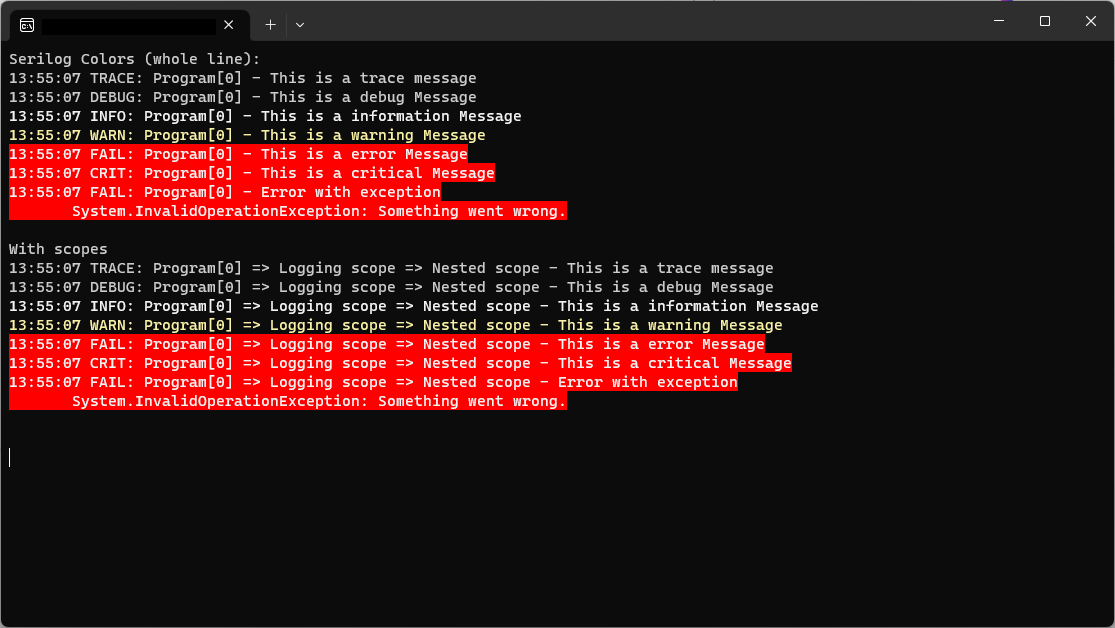 Serilog Colors (whole line):
13:55:07 TRACE: Program[0] - This is a trace message
13:55:07 DEBUG: Program[0] - This is a debug Message
13:55:07 INFO: Program[0] - This is a information Message
13:55:07 WARN: Program[0] - This is a warning Message
13:55:07 FAIL: Program[0] - This is a error Message
13:55:07 CRIT: Program[0] - This is a critical Message
13:55:07 FAIL: Program[0] - Error with exception
System.InvalidOperationException: Something went wrong.
With scopes
13:55:07 TRACE: Program[0] => Logging scope => Nested scope - This is a trace message
13:55:07 DEBUG: Program[0] => Logging scope => Nested scope - This is a debug Message
13:55:07 INFO: Program[0] => Logging scope => Nested scope - This is a information Message
13:55:07 WARN: Program[0] => Logging scope => Nested scope - This is a warning Message
13:55:07 FAIL: Program[0] => Logging scope => Nested scope - This is a error Message
13:55:07 CRIT: Program[0] => Logging scope => Nested scope - This is a critical Message
13:55:07 FAIL: Program[0] => Logging scope => Nested scope - Error with exception
System.InvalidOperationException: Something went wrong.